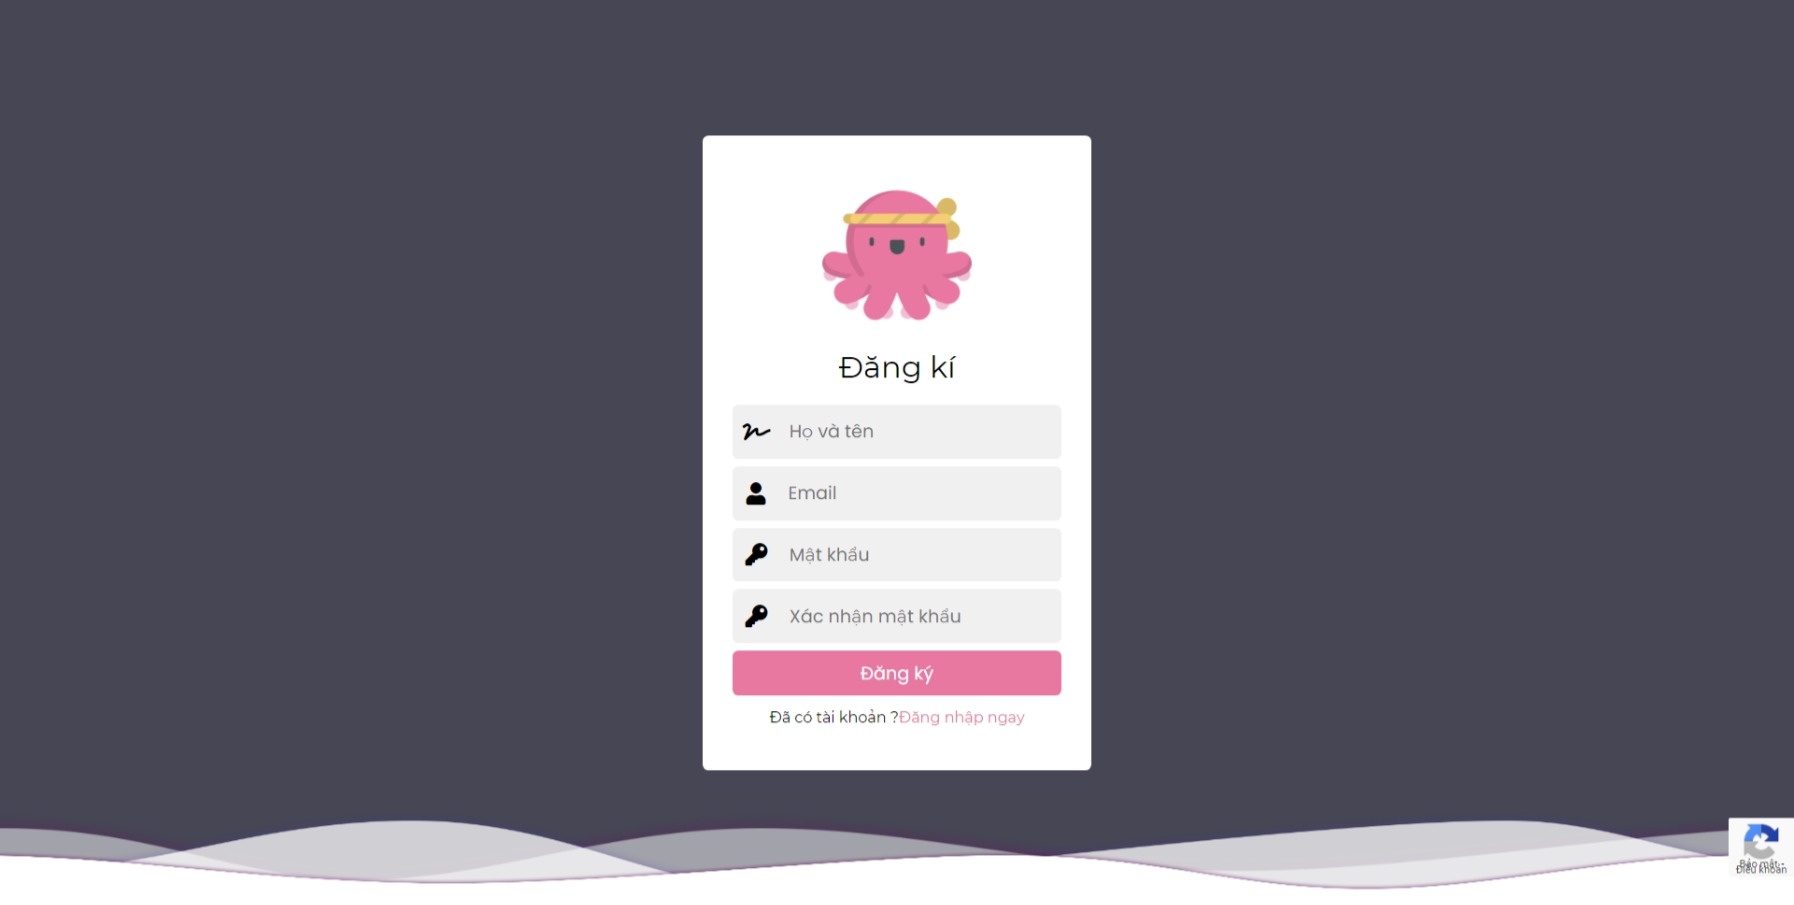 Đăng kí
Họ và tên
Email
Mật khẩu
Xác nhận mật khẩu
Đăng ký
Đã có tài khoản ?Đăng nhập ngay
Bảo mật -
Điều khoản